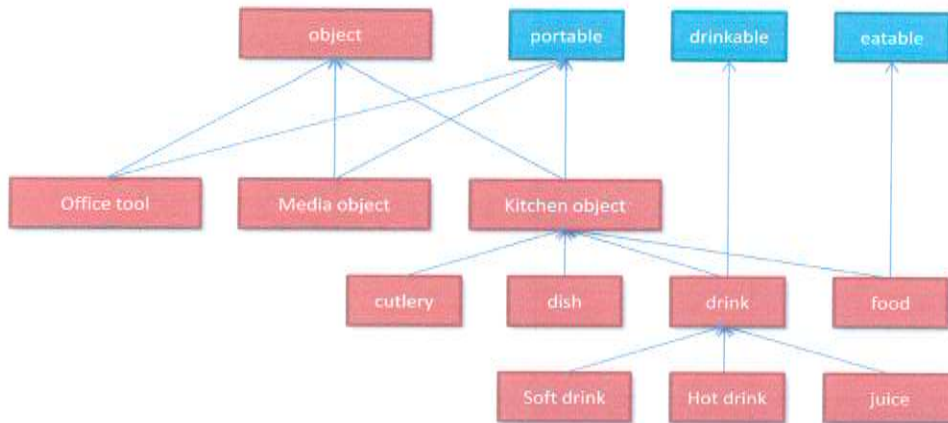 object
portable
drinkable
eatable
Office tool
Media object
Kitchen object
cutlery
dish
drink
food
Soft drink
Hot drink
juice